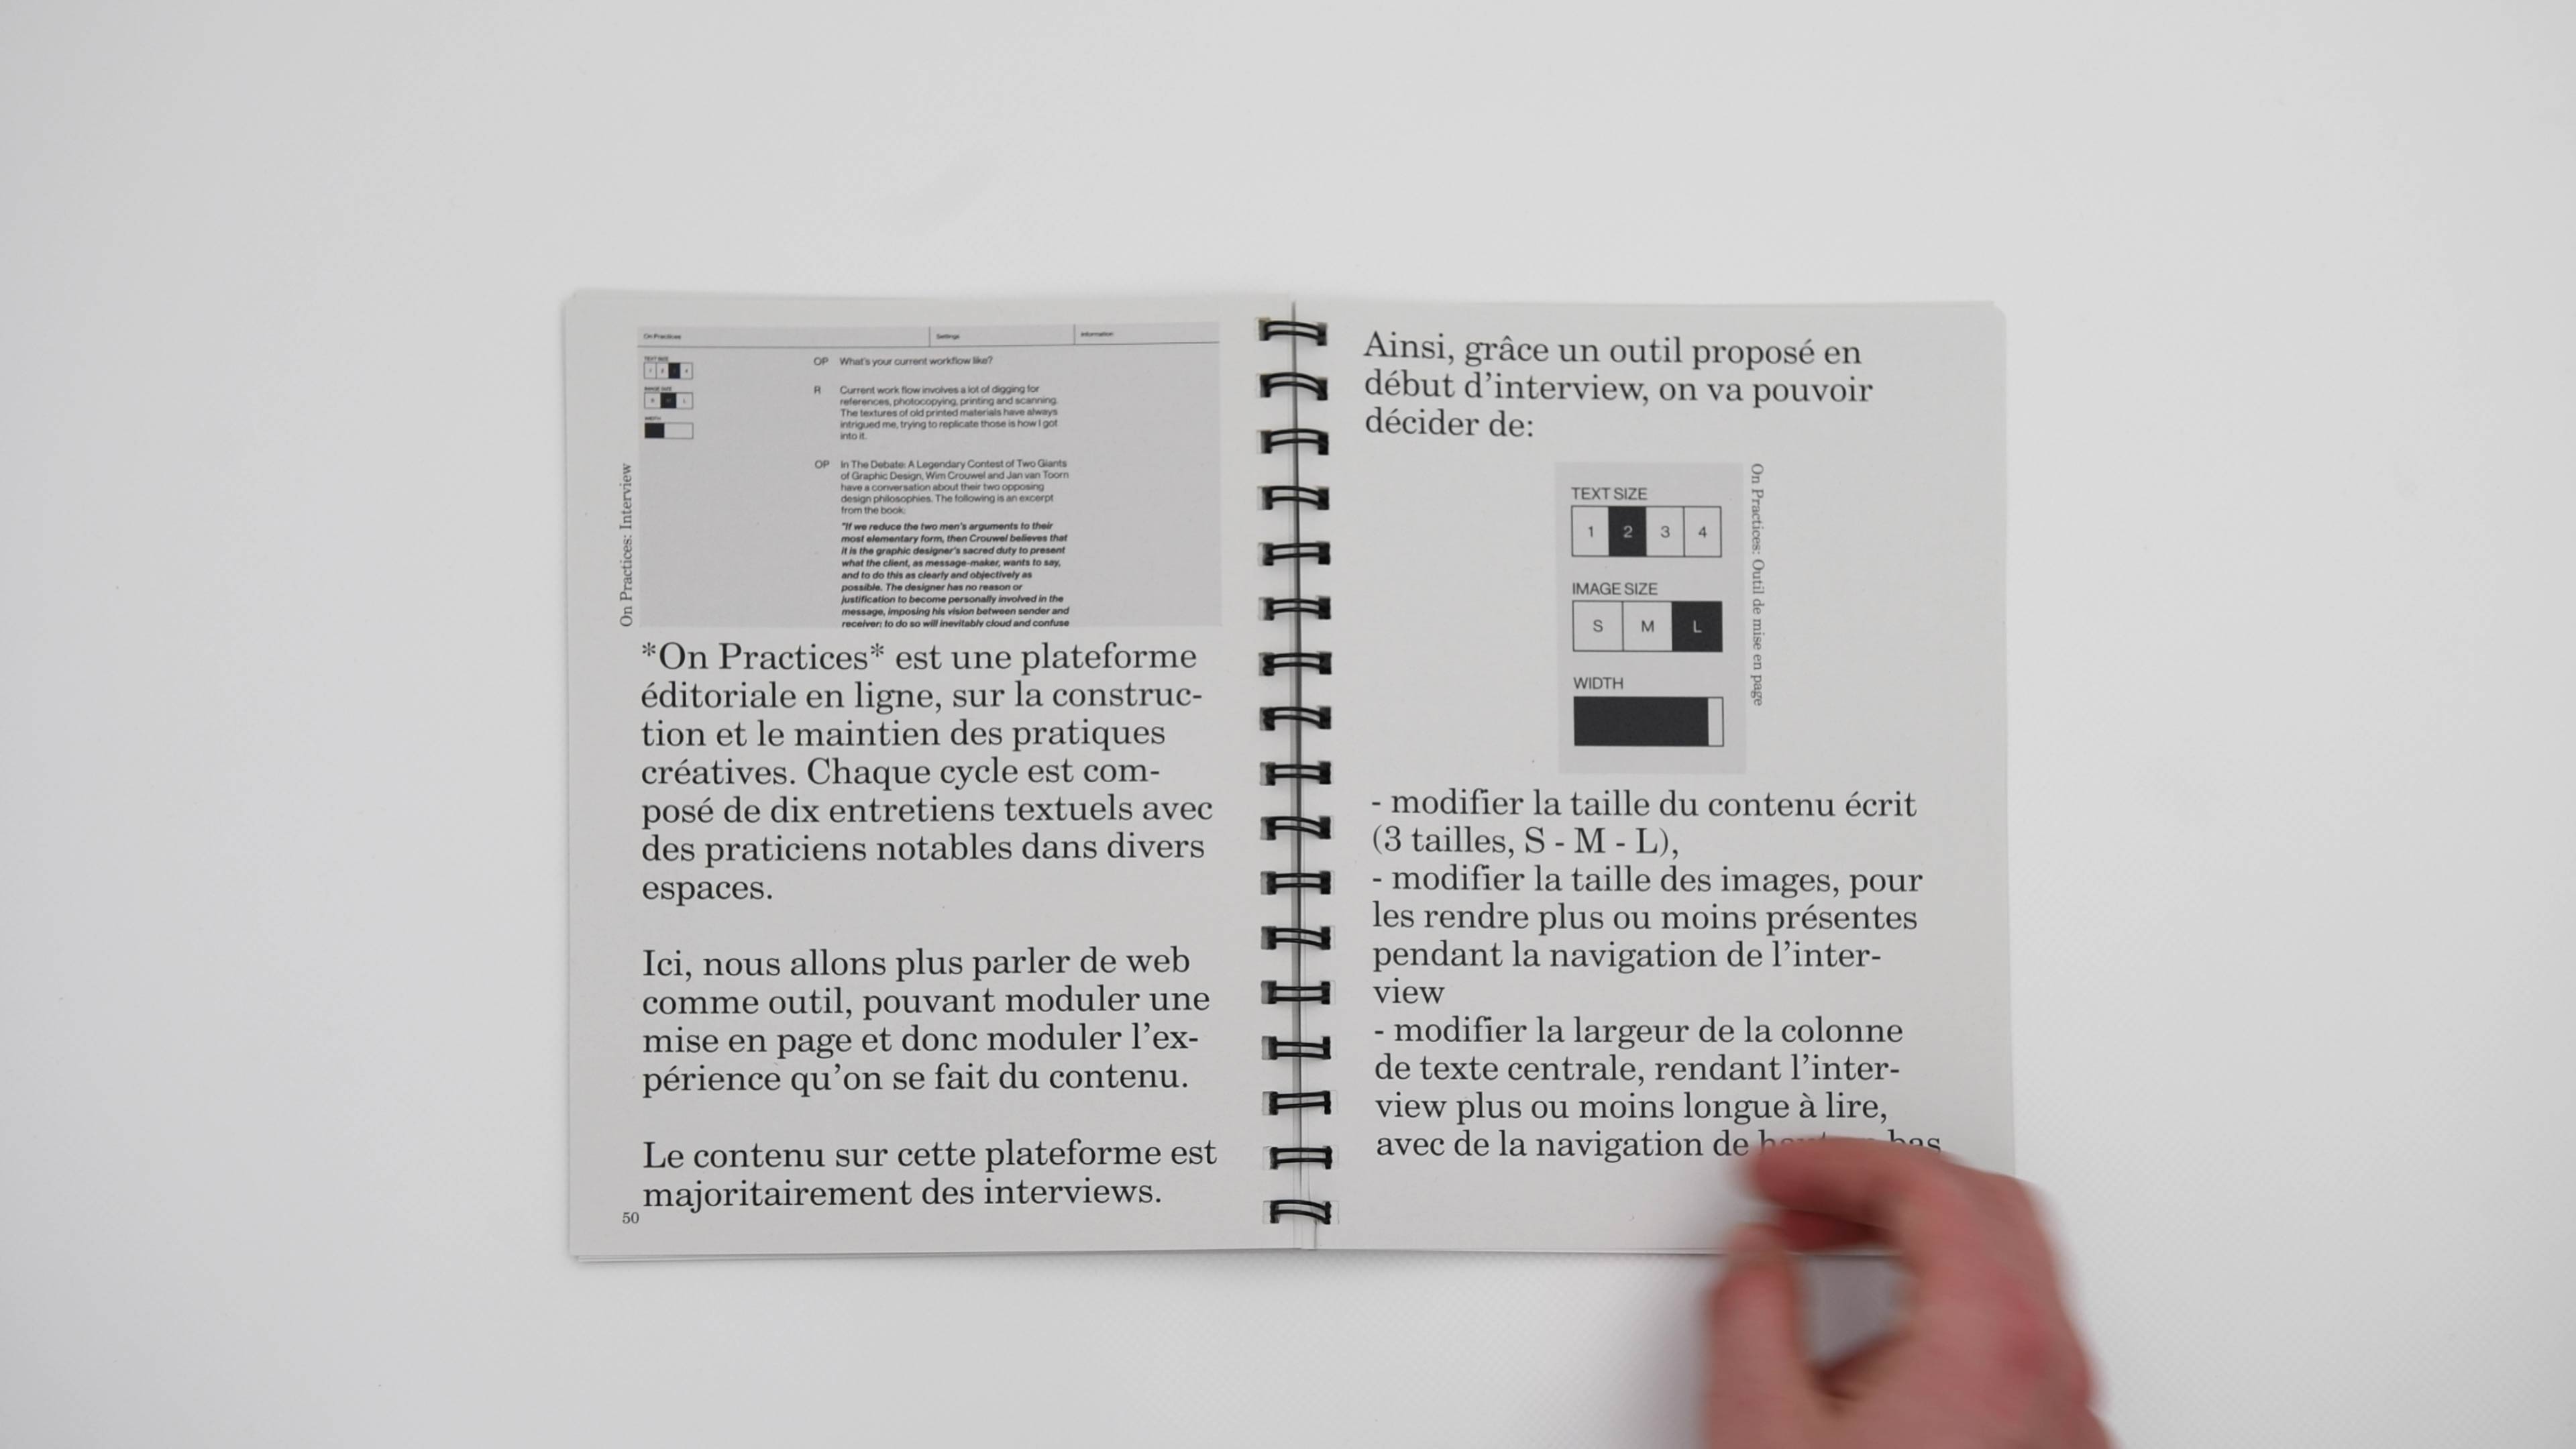 On Practices
Settings
Information
TEXT SIZE
IMAGE SIZE
WIDTH
OP What's your current workflow like?
R Current work flow involves a lot of digging for
references, photocopying, printing and scanning.
The textures of old printed materials have always
intrigued me, trying to replicate those is how I got
into it.
OP In The Debate: A Legendary Contest of Two Giants
of Graphic Design, Wim Crouwel and Jan van Toorn
have a conversation about their two opposing
design philosophies. The following is an excerpt
from the book:
"If we reduce the two men's arguments to their
most elementary form, then Crouwel believes that
it is the graphic designer's sacred duty to present
what the client, as message-maker, wants to say,
and to do this as clearly and objectively as
possible. The designer has no reason or
justification to become personally involved in the
message, imposing his vision between sender and
receiver; to do so will inevitably cloud and confuse
On Practices: Interview
*On Practices* est une plateforme
éditoriale en ligne, sur la construc-
tion et le maintien des pratiques
créatives. Chaque cycle est com-
posé de dix entretiens textuels avec
des praticiens notables dans divers
espaces.
Ici, nous allons plus parler de web
comme outil, pouvant moduler une
mise en page et donc moduler l'ex-
périence qu'on se fait du contenu.
Le contenu sur cette plateforme est
majoritairement des interviews.
50
Ainsi, grâce un outil proposé en
début d'interview, on va pouvoir
décider de:
TEXT SIZE
1 2 3 4
IMAGE SIZE
S M L
WIDTH
On Practices: Outil de mise en page
- modifier la taille du contenu écrit
(3 tailles, S - M - L),
- modifier la taille des images, pour
les rendre plus ou moins présentes
pendant la navigation de l'inter-
view
- modifier la largeur de la colonne
de texte centrale, rendant l'inter-
view plus ou moins longue à lire,
avec de la navigation de bas